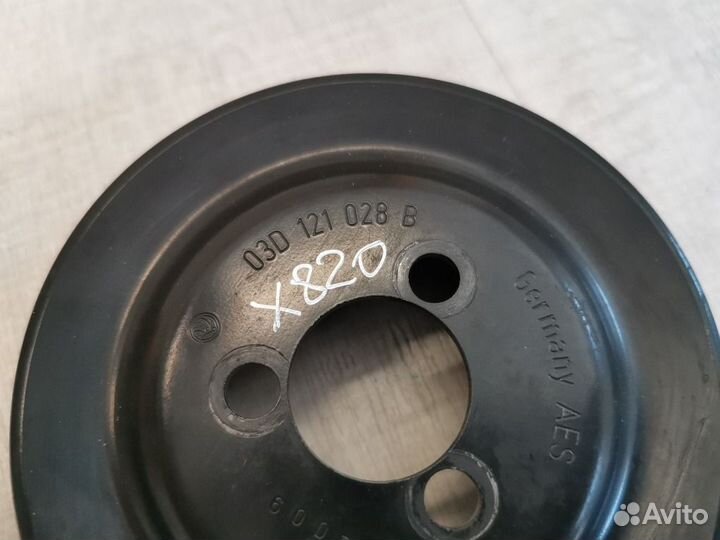 03D 121 028 B
X820
Germany AES
Avito